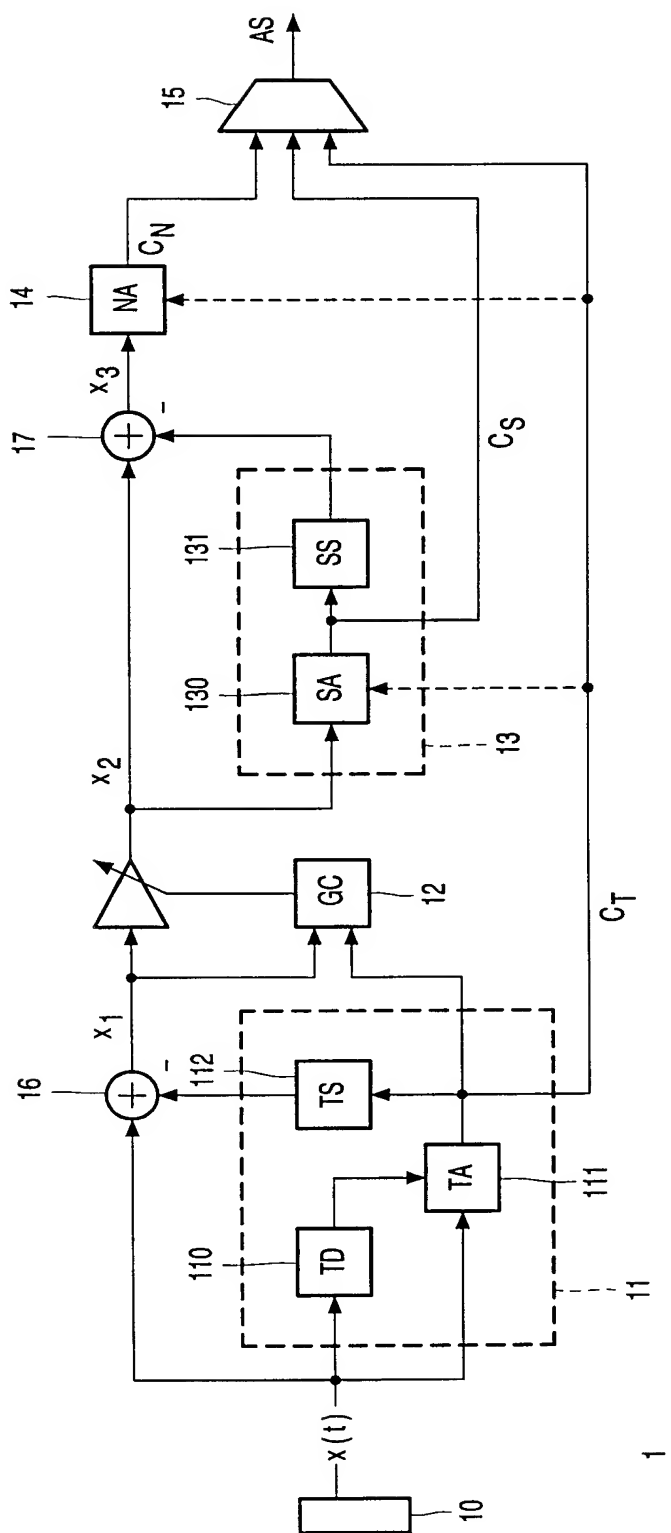 AS
15
14
NA
C_N
x_3
17
-
C_S
131
SS
130
SA
13
x_2
GC
12
C_T
x_1
16
-
112
TS
110
TD
TA
111
11
x(t)
10
1